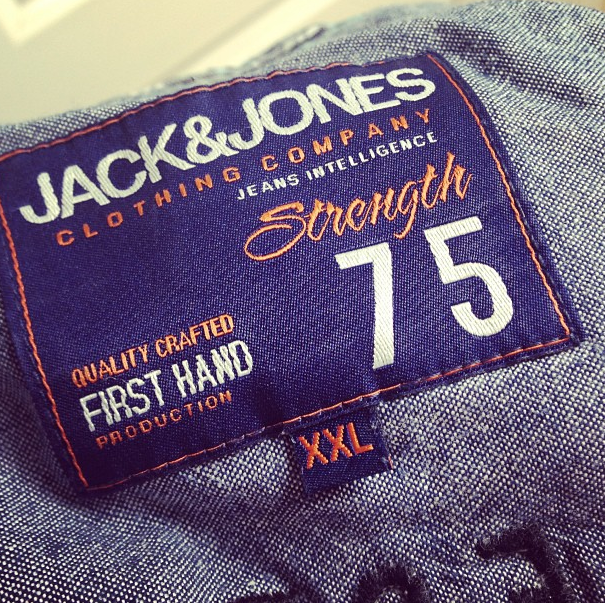 JACK&JONES
CLOTHING COMPANY
JEANS INTELLIGENCE
Strength
75
QUALITY CRAFTED
FIRST HAND
PRODUCTION
XXL